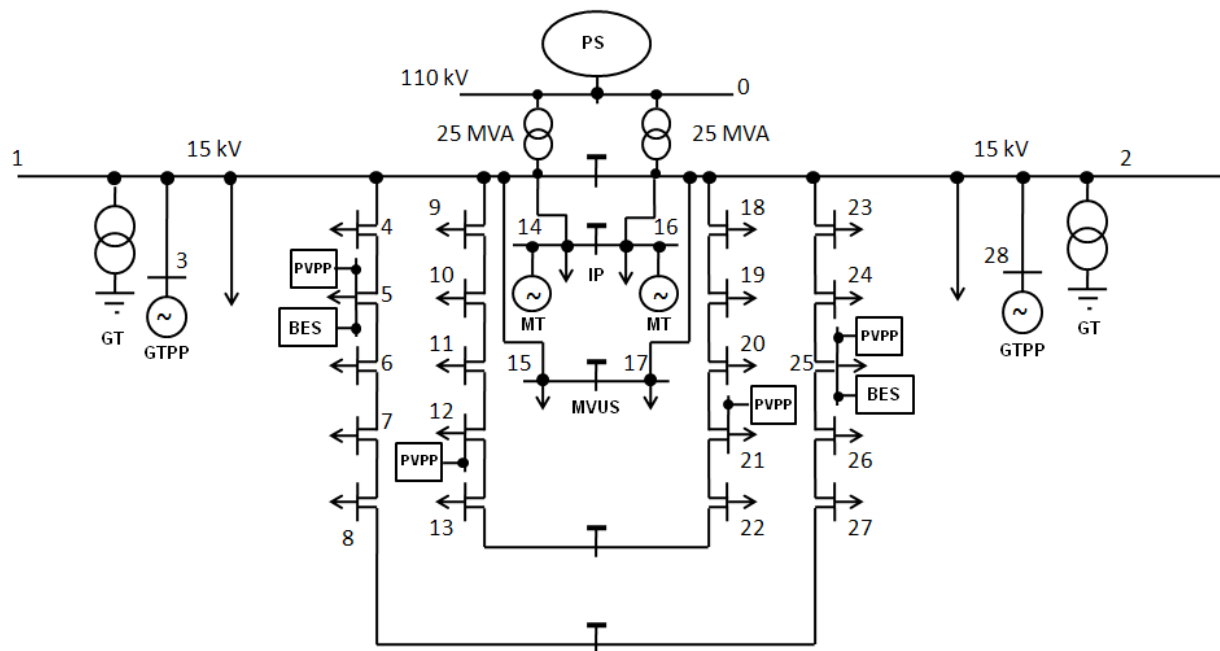 PS
110 kV
0
25 MVA
25 MVA
1
15 kV
15 kV
2
4
9
18
23
14
16
3
PVPP
IP
28
5
10
19
24
GT
GTPP
BES
MT
MT
GTPP
GT
PVPP
6
11
20
25
15
17
BES
MVUS
PVPP
7
12
PVPP
21
26
8
13
22
27